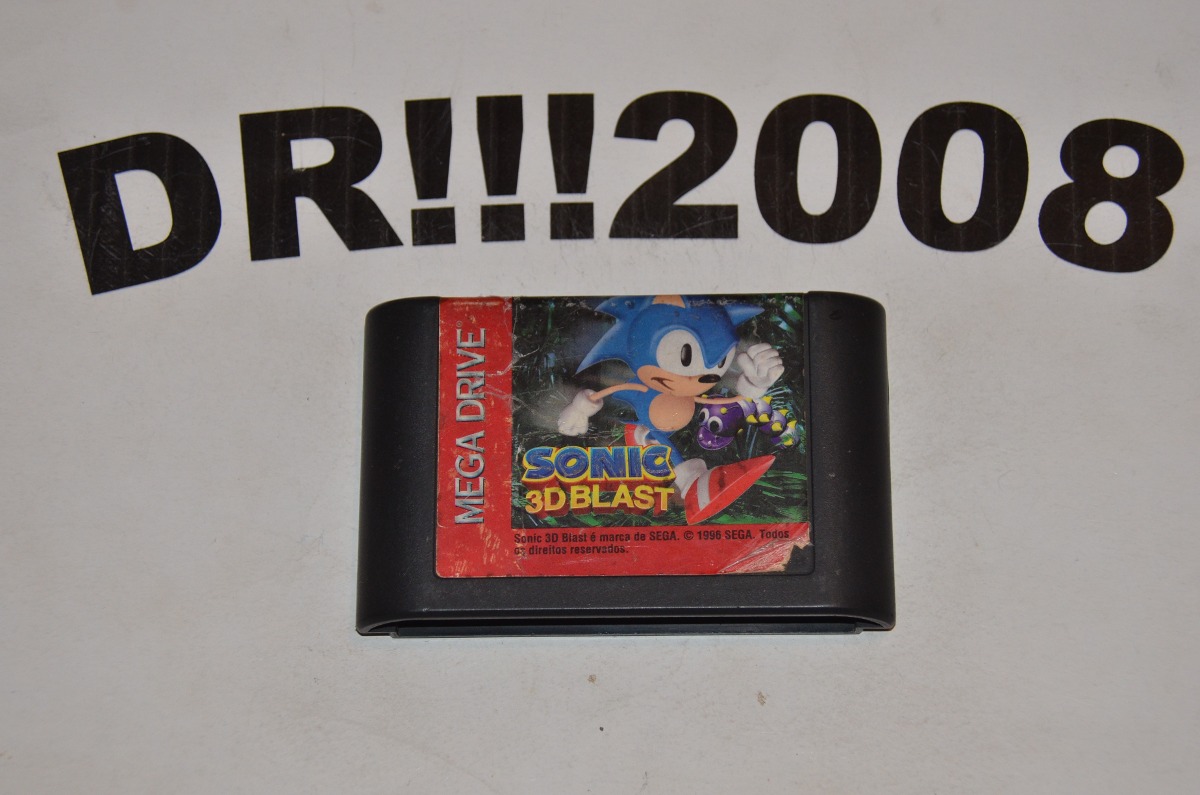 DR!!!2008
MEGA DRIVE®
SONIC
3D BLAST
Sonic 3D Blast é marca de SEGA. © 1996 SEGA. Todos
os direitos reservados.